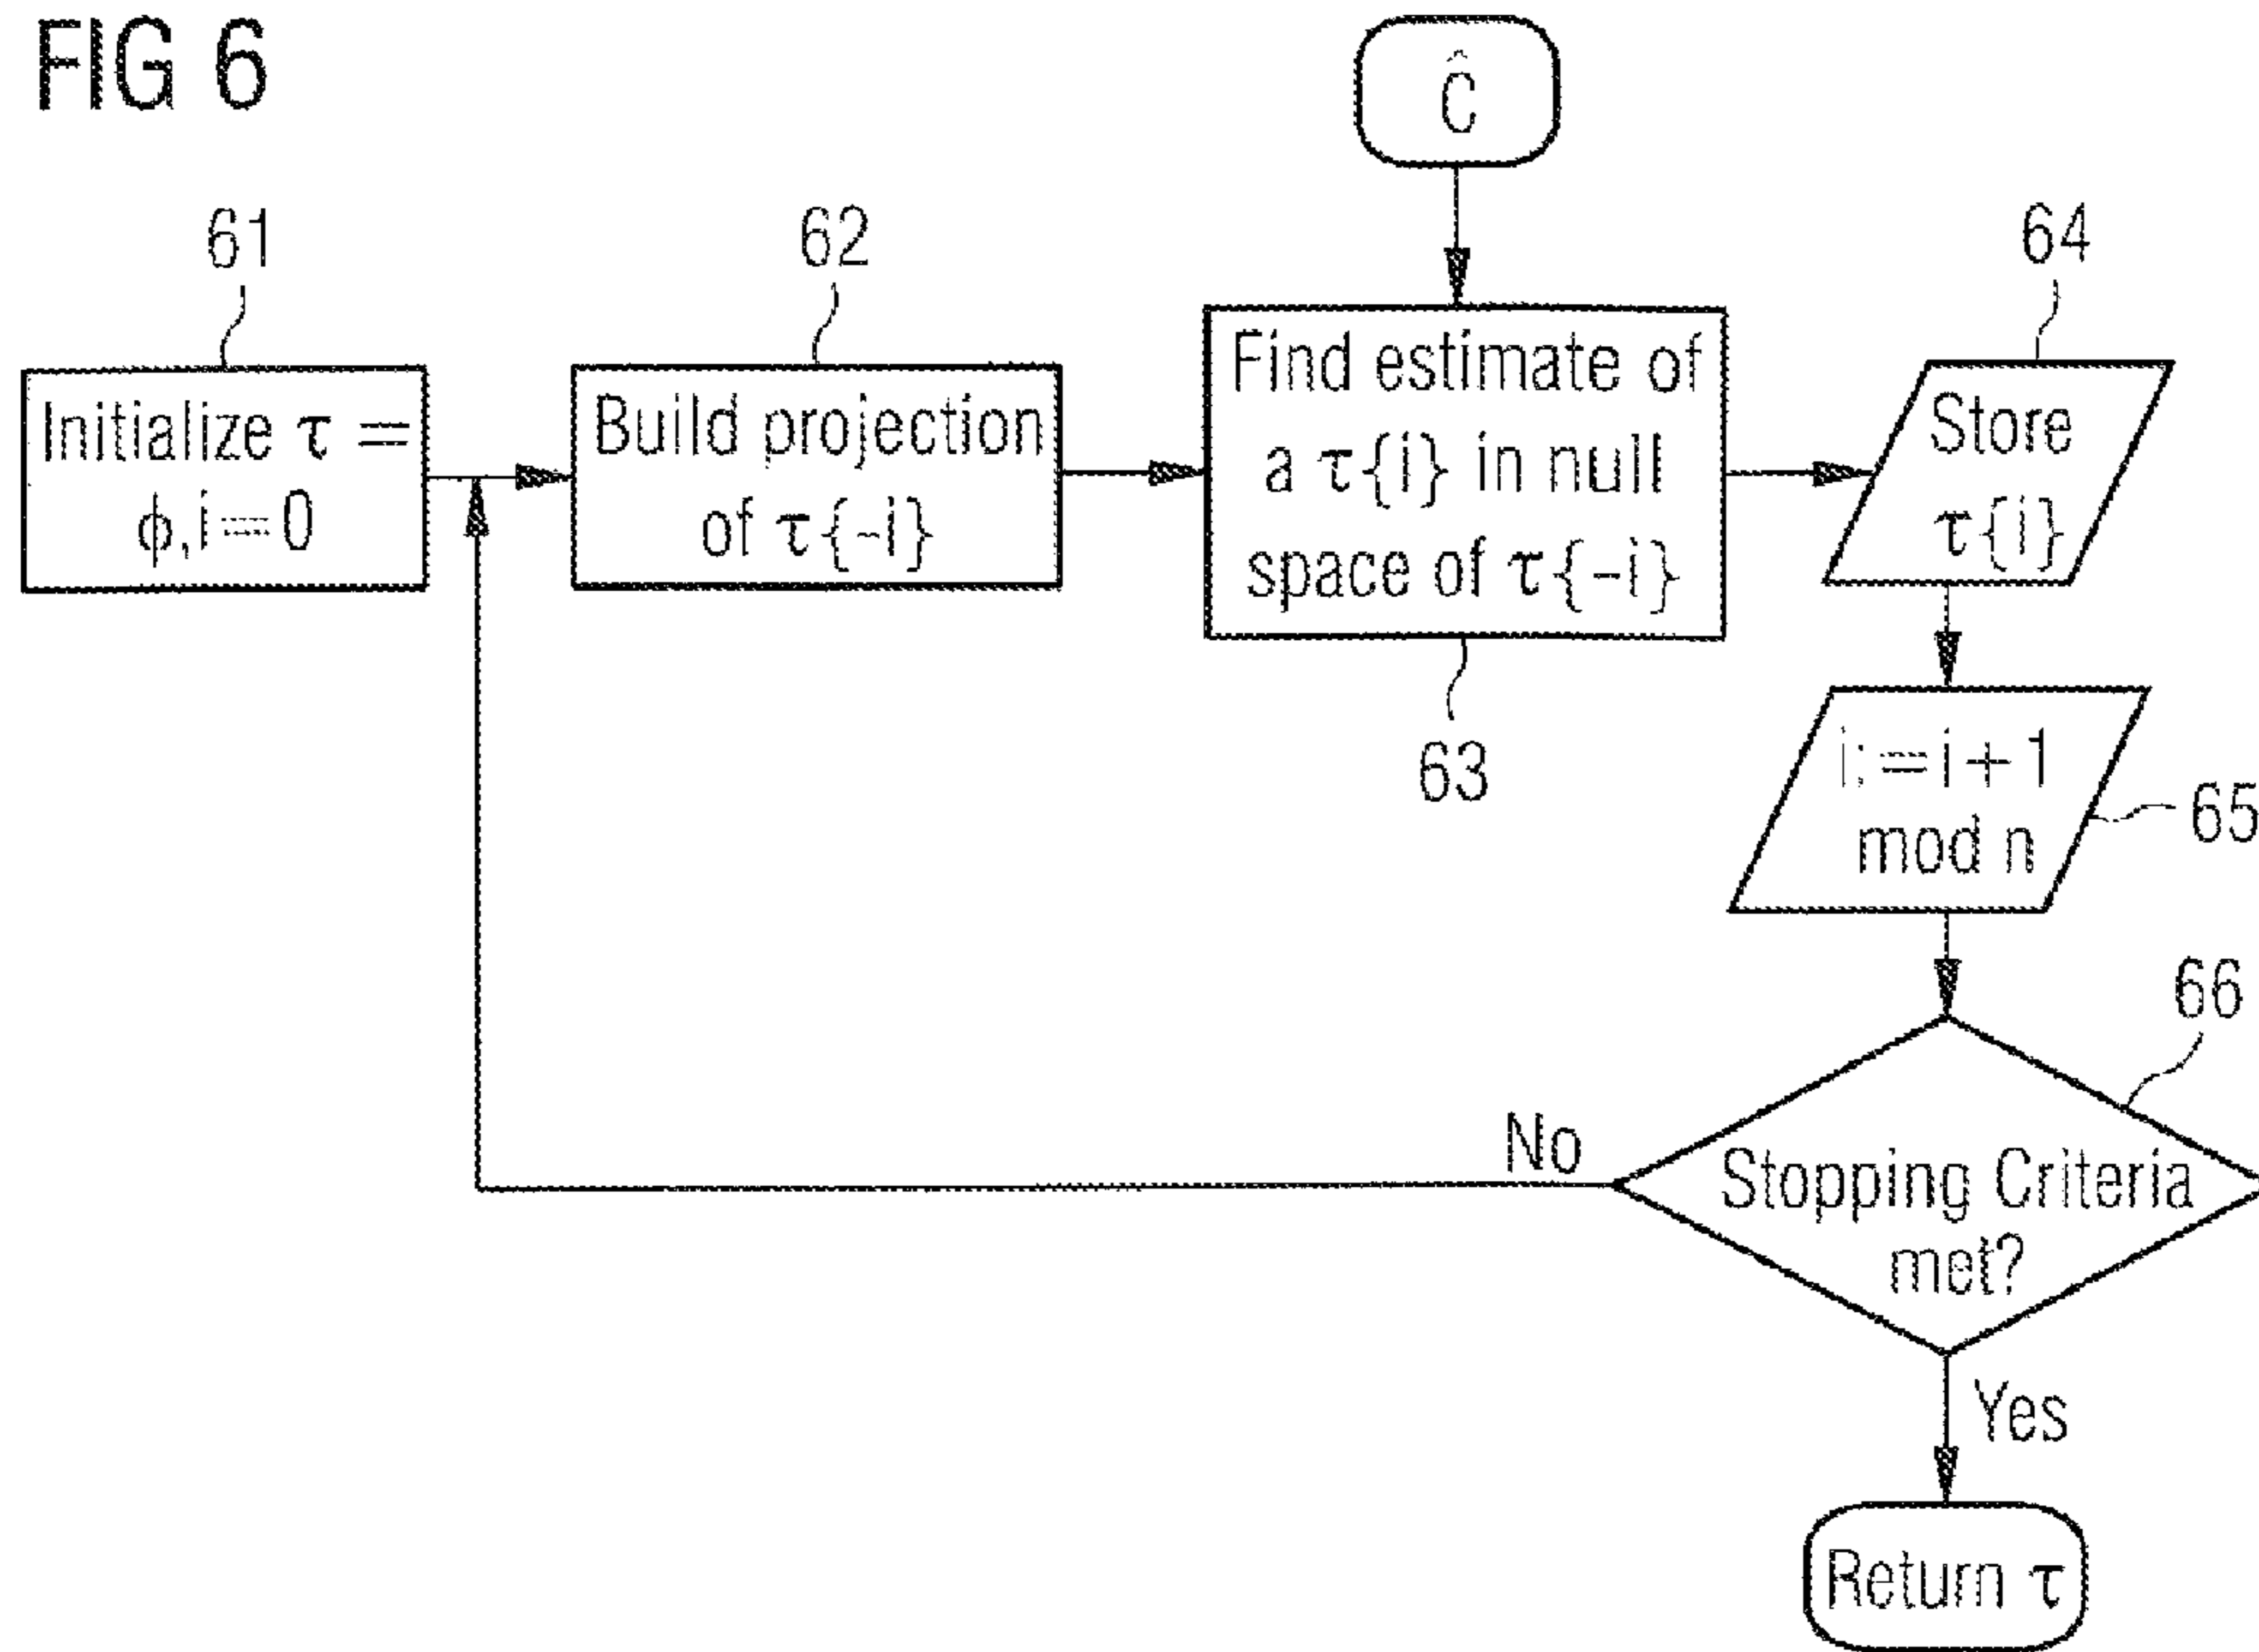 FIG 6
Ĉ
61
Initialize τ =
ϕ,i=0
62
Build projection
of τ{-i}
Find estimate of
a τ{i} in null
space of τ{-i}
63
64
Store
τ{i}
i:=i+1
mod n
65
66
Stopping Criteria
met?
No
Yes
Return τ